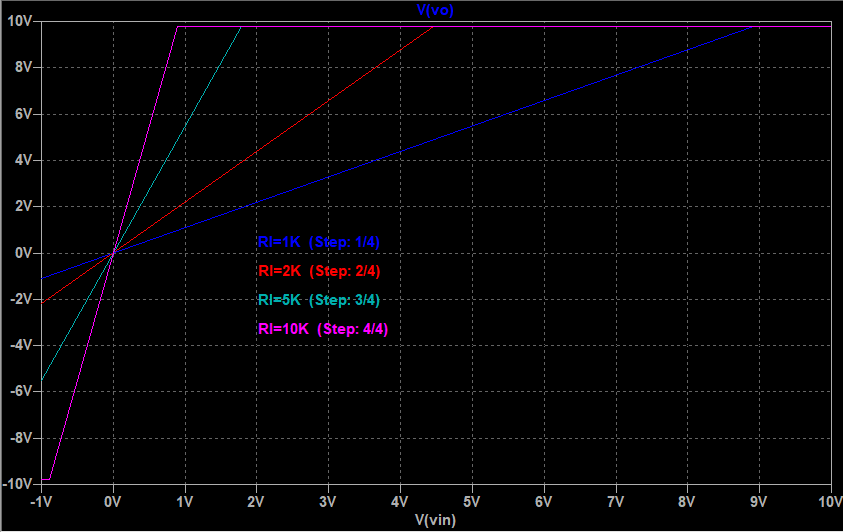 V(vo)
10V
8V
6V
4V
2V
0V
-2V
-4V
-6V
-8V
-10V
Rl=1K (Step: 1/4)
Rl=2K (Step: 2/4)
Rl=5K (Step: 3/4)
Rl=10K (Step: 4/4)
-1V 0V 1V 2V 3V 4V 5V 6V 7V 8V 9V 10V
V(vin)